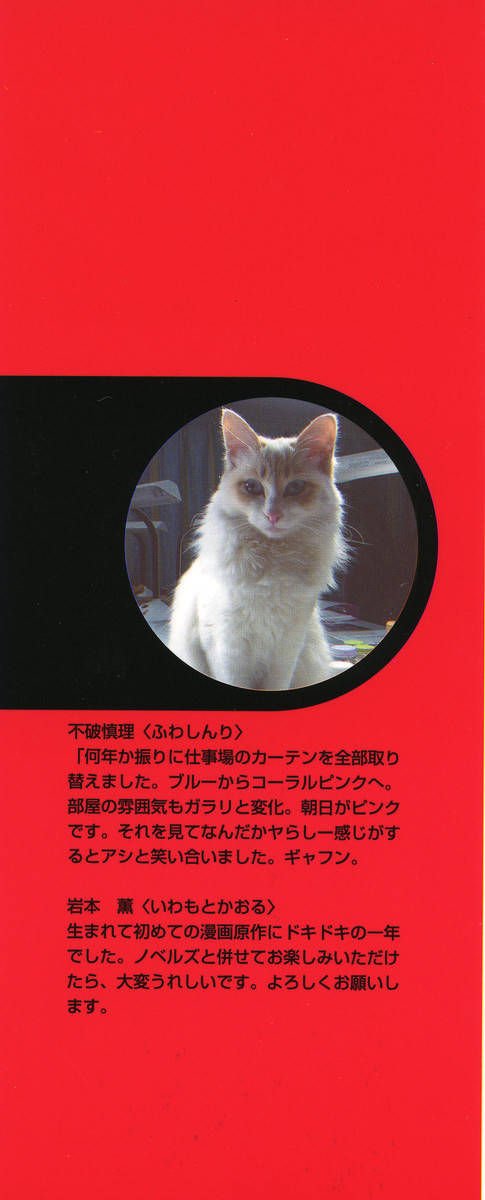 不破慎理〈ふわしんり〉
「何年か振りに仕事場のカーテンを全部取り
替えました。ブルーからコーラルピンクへ。
部屋の雰囲気もガラリと変化。朝日がピンク
です。それを見てなんだかヤらしー感じがす
るとアシと笑い合いました。ギャフン。
岩本　薫〈いわもとかおる〉
生まれて初めての漫画原作にドキドキの一年
でした。ノベルズと併せてお楽しみいただけ
たら、大変うれしいです。よろしくお願いし
ます。